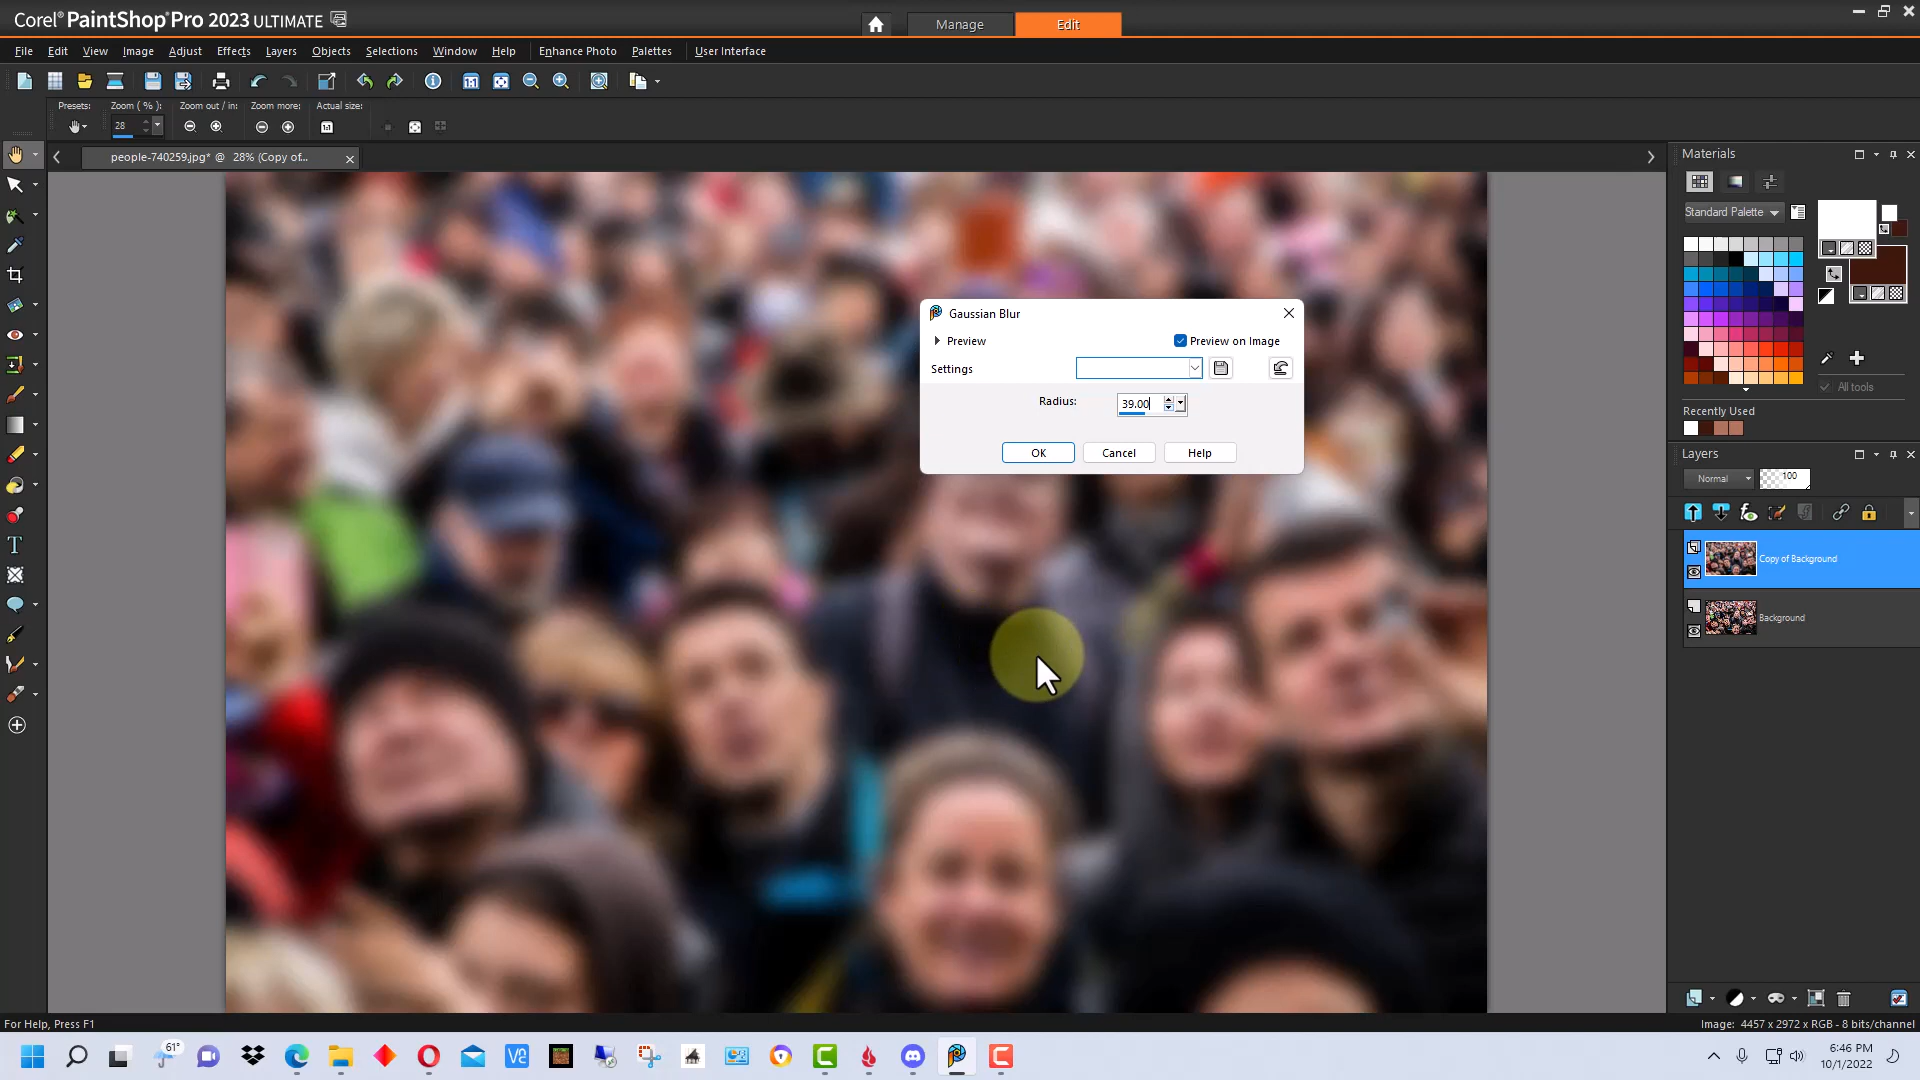 Corel® PaintShop® Pro 2023 ULTIMATE
Manage
Edit
File Edit View Image Adjust Effects Layers Objects Selections Window Help Enhance Photo Palettes User Interface
Presets: Zoom ( % ): Zoom out / in: Zoom more: Actual size:
28
people-740259.jpg* @ 28% (Copy of...
Materials
Standard Palette
All tools
Recently Used
Layers
Normal
100
Copy of Background
Background
Gaussian Blur
Preview
Preview on Image
Settings
Radius:
39.00
OK
Cancel
Help
For Help, Press F1
Image: 4457 x 2972 x RGB - 8 bits/channel
61°
6:46 PM
10/1/2022